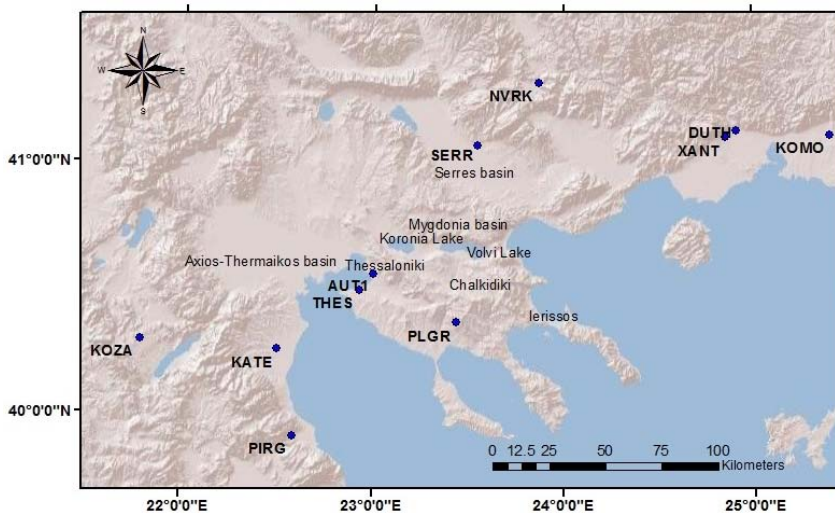 N
W E
S
NVRK
DUTH
XANT
KOMO
41°0'0"N
SERR
Serres basin
Mygdonia basin
Koronia Lake
Volvi Lake
Axios-Thermaikos basin
Thessaloniki
AUT1
THES
Chalkidiki
Ierissos
PLGR
KOZA
KATE
40°0'0"N
PIRG
0 12.5 25 50 75 100
Kilometers
22°0'0"E 23°0'0"E 24°0'0"E 25°0'0"E